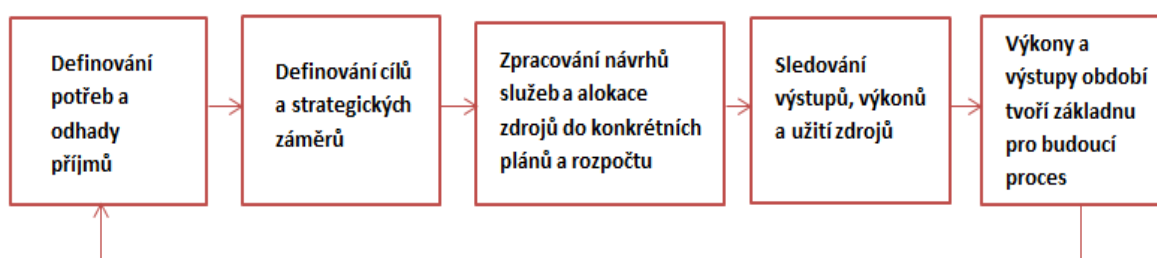 Definování
potřeb a
odhady
příjmů
Definování cílů
a strategických
záměrů
Zpracování návrhů
služeb a alokace
zdrojů do konkrétních
plánů a rozpočtu
Sledování
výstupů, výkonů
a užití zdrojů
Výkony a
výstupy období
tvoří základnu
pro budoucí
proces